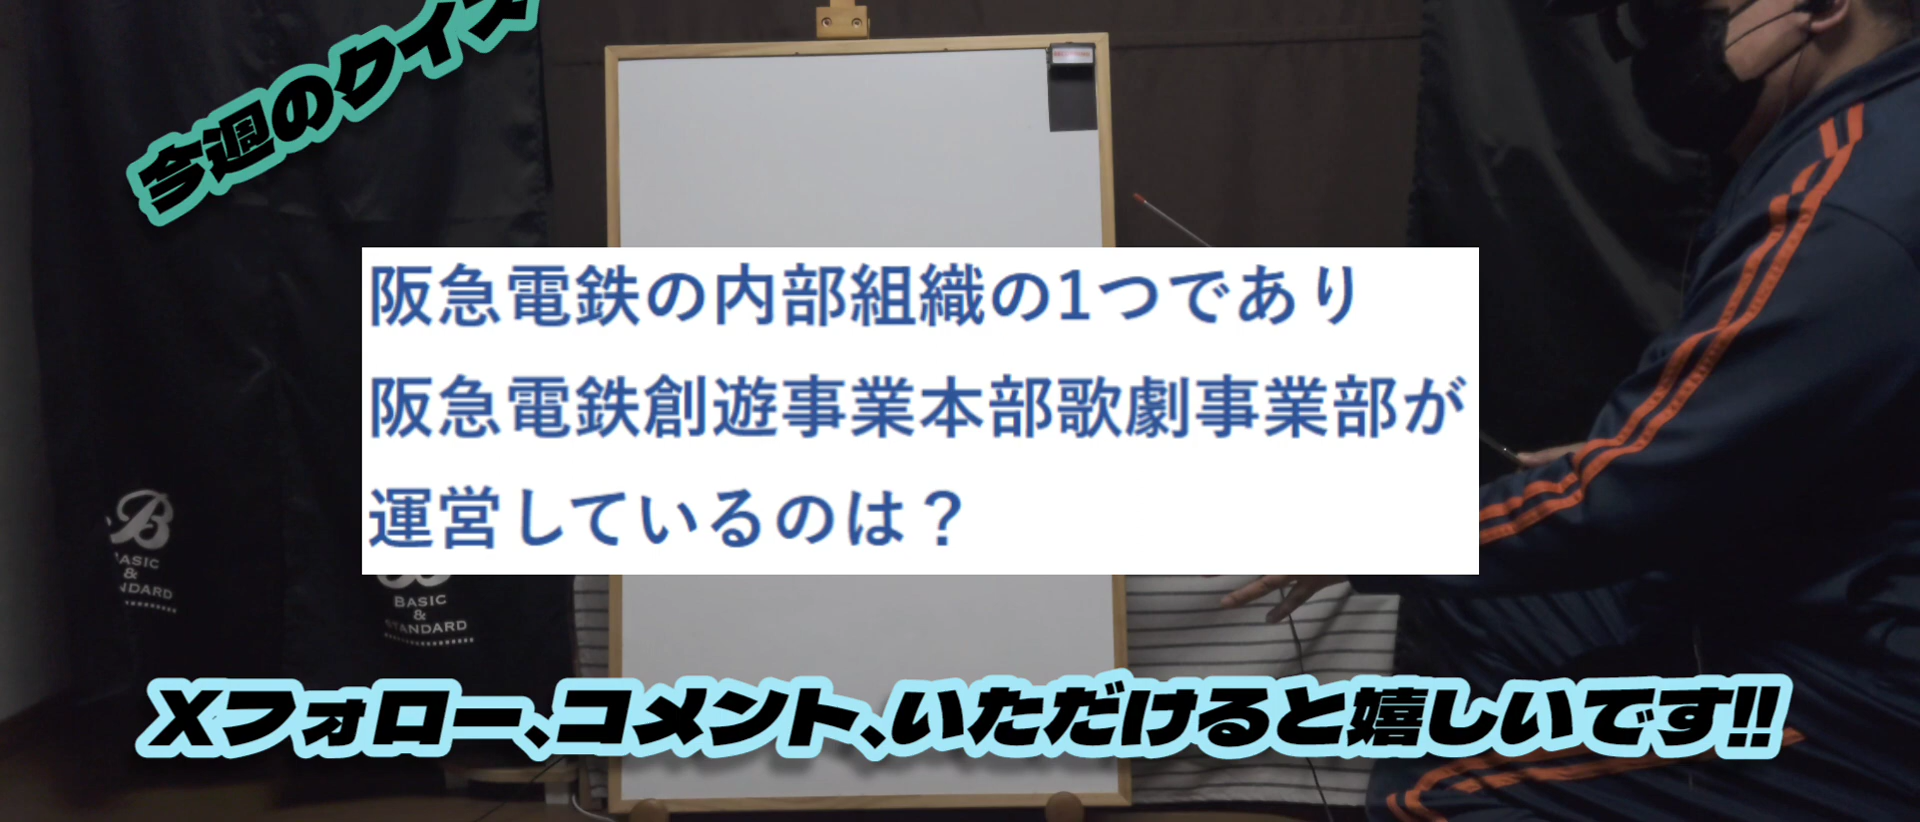 今週のクイズ
阪急電鉄の内部組織の1つであり
阪急電鉄創遊事業本部歌劇事業部が
運営しているのは？
B
BASIC
&
STANDARD
Xフォロー、コメント、いただけると嬉しいです!!